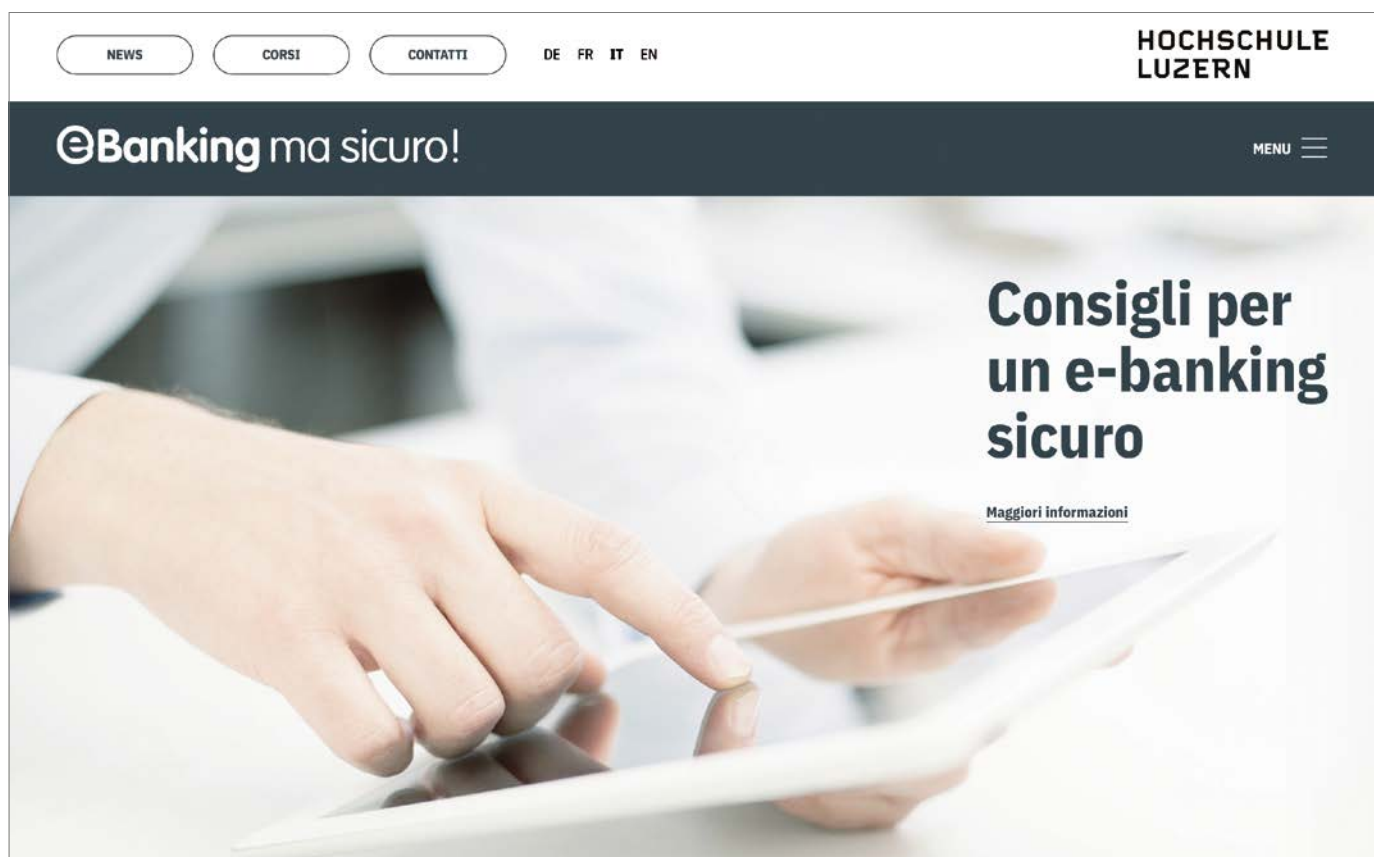 NEWS CORSI CONTATTI DE FR IT EN
HOCHSCHULE
LUZERN
eBanking ma sicuro!
MENU
Consigli per
un e-banking
sicuro
Maggiori informazioni